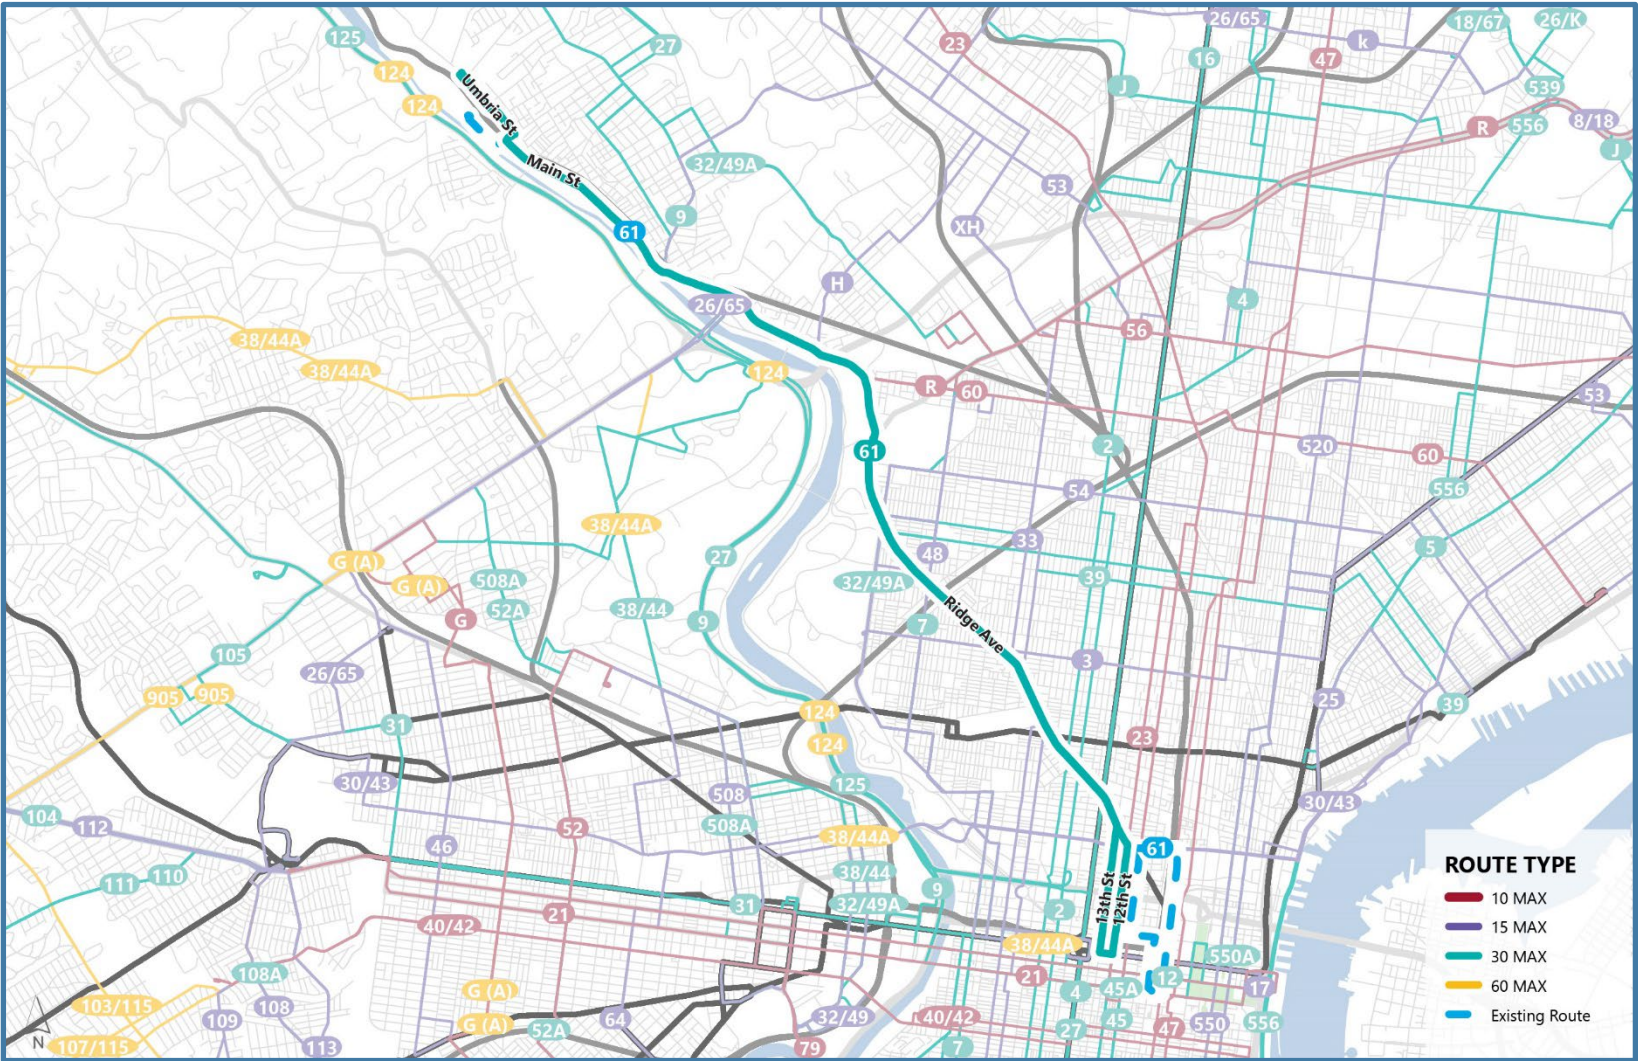 125
27
23
26/65
16
47
k
18/67
26/K
124
124
J
539
556
8/18
R
J
Umbria St
Main St
32/49A
53
9
61
XH
H
26/65
4
56
38/44A
38/44A
124
R
60
53
2
520
60
61
54
556
38/44A
33
5
48
27
G (A)
G (A)
508A
52A
32/49A
39
38/44
G
9
7
Ridge Ave
105
3
26/65
905
905
25
39
31
124
124
23
125
30/43
508
30/43
104
112
52
508A
38/44A
46
61
38/44
110
111
9
13th St
12th St
31
32/49A
2
21
40/42
38/44A
550A
108A
21
12
17
G (A)
4
45A
103/115
108
109
64
32/49
40/42
G (A)
52A
27
45
47
550
556
107/115
113
79
7
N
ROUTE TYPE
10 MAX
15 MAX
30 MAX
60 MAX
Existing Route